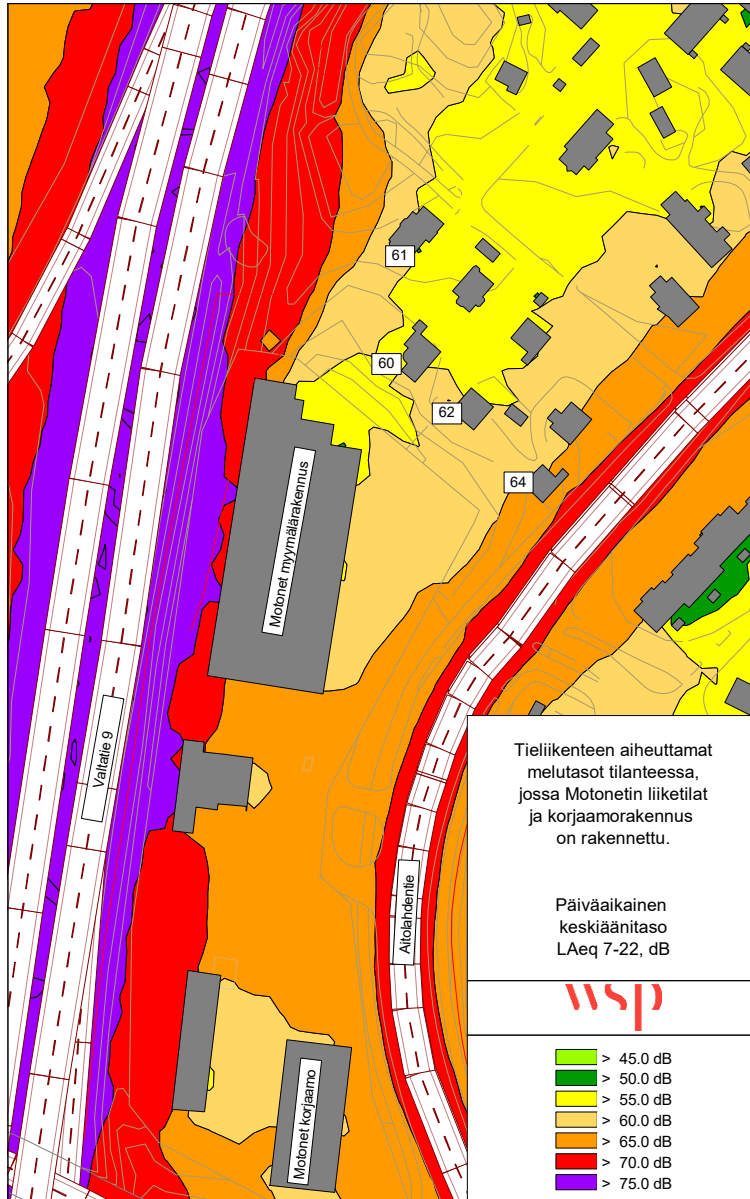 61
60
62
64
Motonet myymälärakennus
Valtatie 9
Aitolahdentie
Motonet korjaamo
Tieliikenteen aiheuttamat
melutasot tilanteessa,
jossa Motonetin liiketilat
ja korjaamorakennus
on rakennettu.
Päiväaikainen
keskiäänitaso
LAeq 7-22, dB
wsp
> 45.0 dB
> 50.0 dB
> 55.0 dB
> 60.0 dB
> 65.0 dB
> 70.0 dB
> 75.0 dB